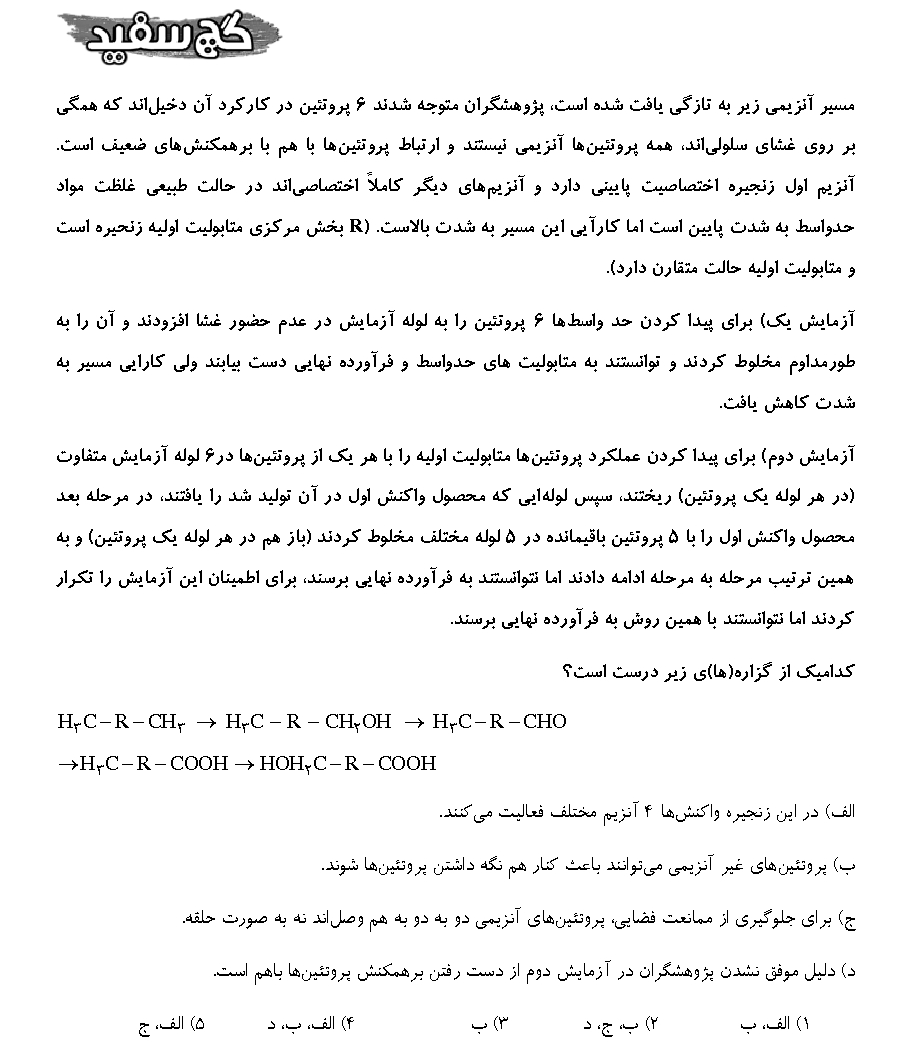 گچ سفید
مسیر آنزیمی زیر به تازگی یافت شده است، پژوهشگران متوجه شدند ۶ پروتئین در کارکرد آن دخیل‌اند که همگی
بر روی غشای سلولی‌اند، همه پروتئین‌ها آنزیمی نیستند و ارتباط پروتئین‌ها با هم با برهمکنش‌های ضعیف است.
آنزیم اول زنجیره اختصاصیت پایینی دارد و آنزیم‌های دیگر کاملاً اختصاصی‌اند در حالت طبیعی غلظت مواد
حدواسط به شدت پایین است اما کارآیی این مسیر به شدت بالاست. (R بخش مرکزی متابولیت اولیه زنحیره است
و متابولیت اولیه حالت متقارن دارد).
آزمایش یک) برای پیدا کردن حد واسط‌ها ۶ پروتئین را به لوله آزمایش در عدم حضور غشا افزودند و آن را به
طورمداوم مخلوط کردند و توانستند به متابولیت های حدواسط و فرآورده نهایی دست بیابند ولی کارایی مسیر به
شدت کاهش یافت.
آزمایش دوم) برای پیدا کردن عملکرد پروتئین‌ها متابولیت اولیه را با هر یک از پروتئین‌ها در۶ لوله آزمایش متفاوت
(در هر لوله یک پروتئین) ریختند، سپس لوله‌ایی که محصول واکنش اول در آن تولید شد را یافتند، در مرحله بعد
محصول واکنش اول را با ۵ پروتئین باقیمانده در ۵ لوله مختلف مخلوط کردند (باز هم در هر لوله یک پروتئین) و به
همین ترتیب مرحله به مرحله ادامه دادند اما نتوانستند به فرآورده نهایی برسند، برای اطمینان این آزمایش را تکرار
کردند اما نتوانستند با همین روش به فرآورده نهایی برسند.
کدامیک از گزاره(ها)ی زیر درست است؟
H۳C – R – CH۳ → H۳C – R – CH۲OH → H۳C – R – CHO
→H۳C – R – COOH → HOH۲C – R – COOH
الف) در این زنجیره واکنش‌ها ۴ آنزیم مختلف فعالیت می‌کنند.
ب) پروتئین‌های غیر آنزیمی می‌توانند باعث کنار هم نگه داشتن پروتئین‌ها شوند.
ج) برای جلوگیری از ممانعت فضایی، پروتئین‌های آنزیمی دو به دو به هم وصل‌اند نه به صورت حلقه.
د) دلیل موفق نشدن پژوهشگران در آزمایش دوم از دست رفتن برهمکنش پروتئین‌ها باهم است.
۱) الف، ب ۲) ب، ج، د ۳) ب ۴) الف، ب، د ۵) الف، ج